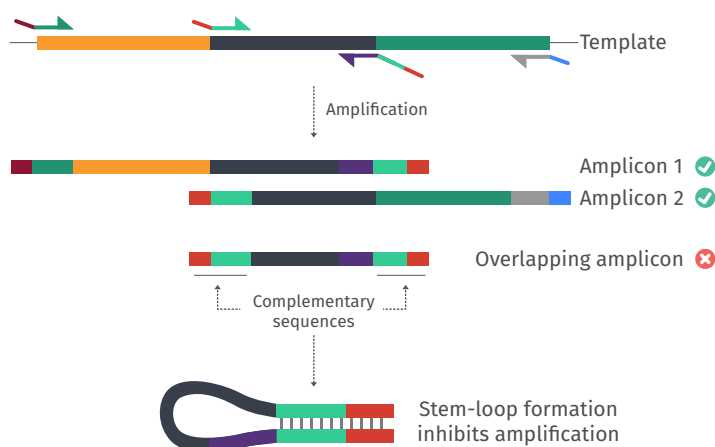 Template
Amplification
Amplicon 1
Amplicon 2
Overlapping amplicon
Complementary
sequences
Stem-loop formation
inhibits amplification